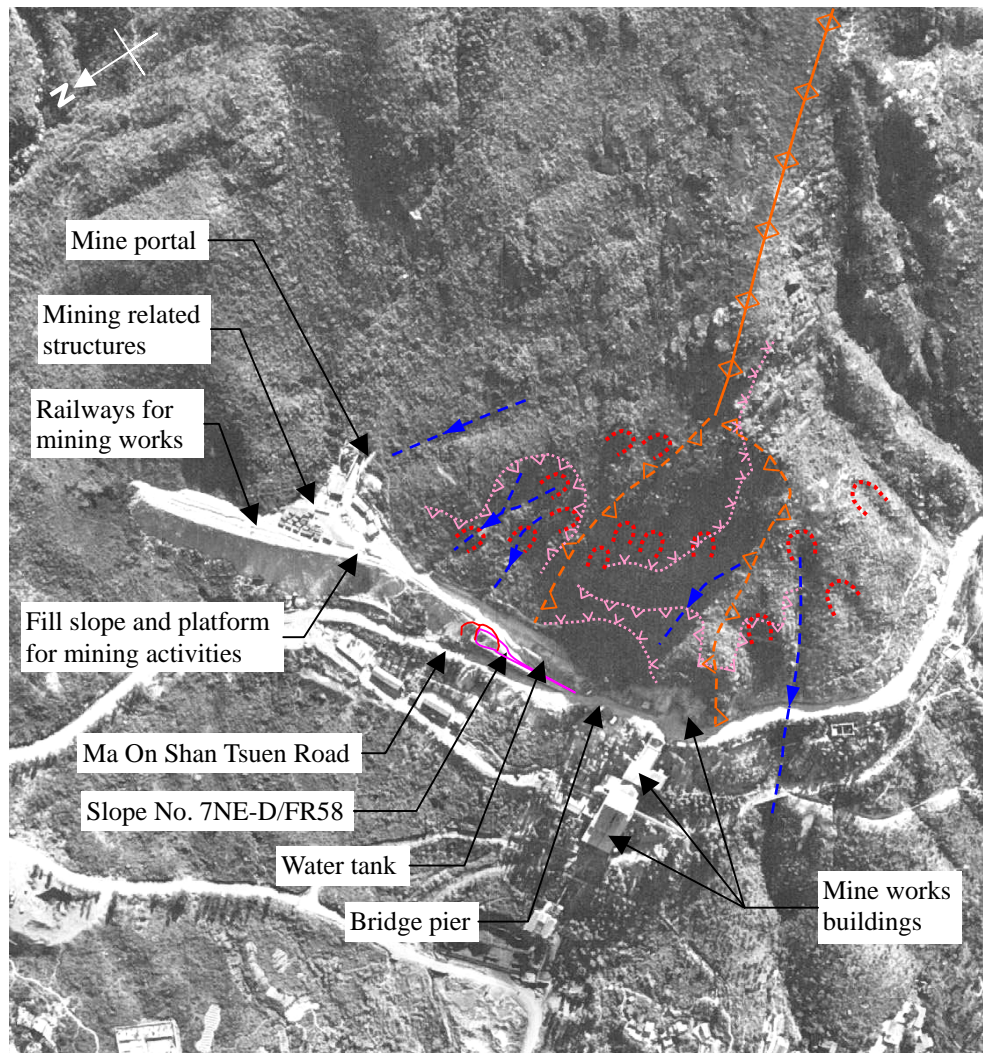 N
Mine portal
Mining related
structures
Railways for
mining works
Fill slope and platform
for mining activities
Ma On Shan Tsuen Road
Slope No. 7NE-D/FR58
Water tank
Bridge pier
Mine works
buildings